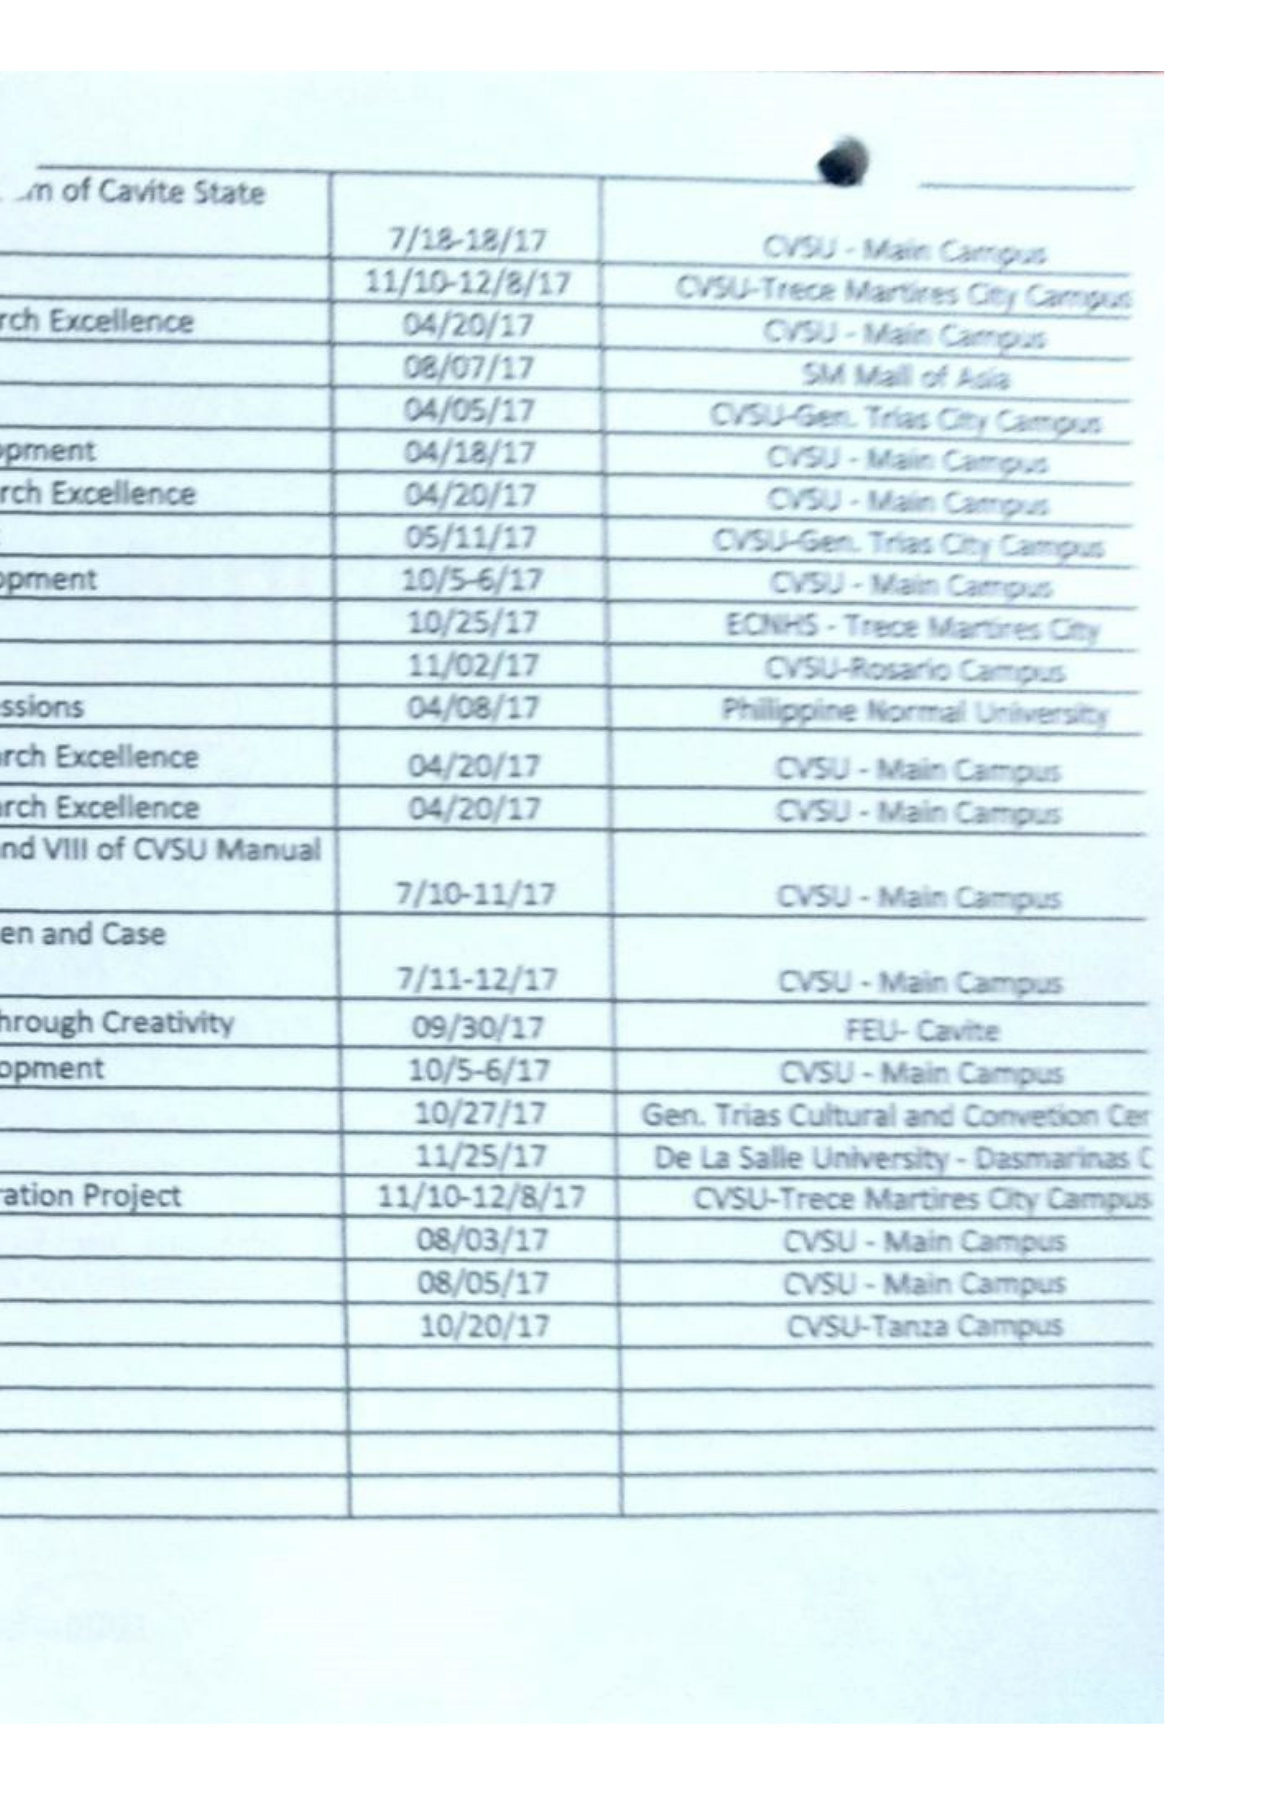 m of Cavite State
7/18-18/17 CVSU - Main Campus
11/10-12/8/17 CVSU-Trece Martires City Campus
rch Excellence 04/20/17 CVSU - Main Campus
08/07/17 SM Mall of Asia
04/05/17 CVSU-Gen. Trias City Campus
opment 04/18/17 CVSU - Main Campus
rch Excellence 04/20/17 CVSU - Main Campus
05/11/17 CVSU-Gen. Trias City Campus
opment 10/5-6/17 CVSU - Main Campus
10/25/17 ECNHS - Trece Martires City
11/02/17 CVSU-Rosario Campus
ssions 04/08/17 Philippine Normal University
arch Excellence 04/20/17 CVSU - Main Campus
arch Excellence 04/20/17 CVSU - Main Campus
nd VIII of CVSU Manual
7/10-11/17 CVSU - Main Campus
en and Case
7/11-12/17 CVSU - Main Campus
hrough Creativity 09/30/17 FEU- Cavite
opment 10/5-6/17 CVSU - Main Campus
10/27/17 Gen. Trias Cultural and Convetion Cer
11/25/17 De La Salle University - Dasmarinas C
ration Project 11/10-12/8/17 CVSU-Trece Martires City Campus
08/03/17 CVSU - Main Campus
08/05/17 CVSU - Main Campus
10/20/17 CVSU-Tanza Campus